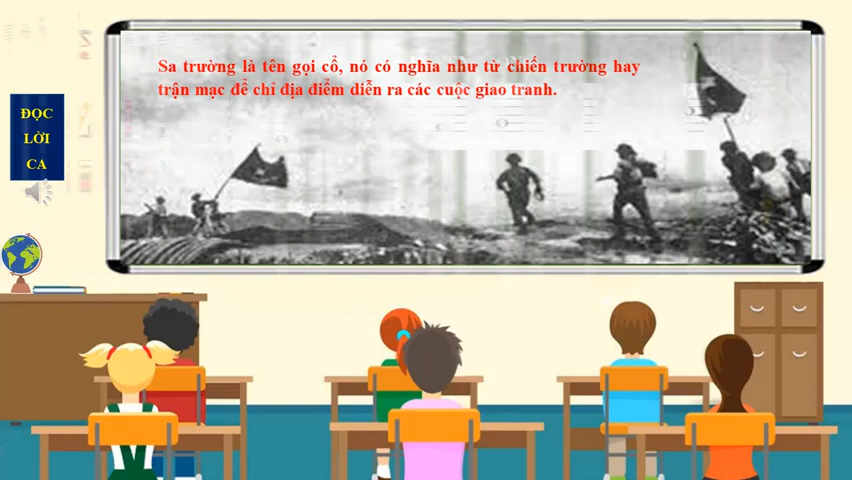 Sa trường là tên gọi cổ, nó có nghĩa như từ chiến trường hay
trận mạc để chỉ địa điểm diễn ra các cuộc giao tranh.
ĐỌC
LỜI
CA